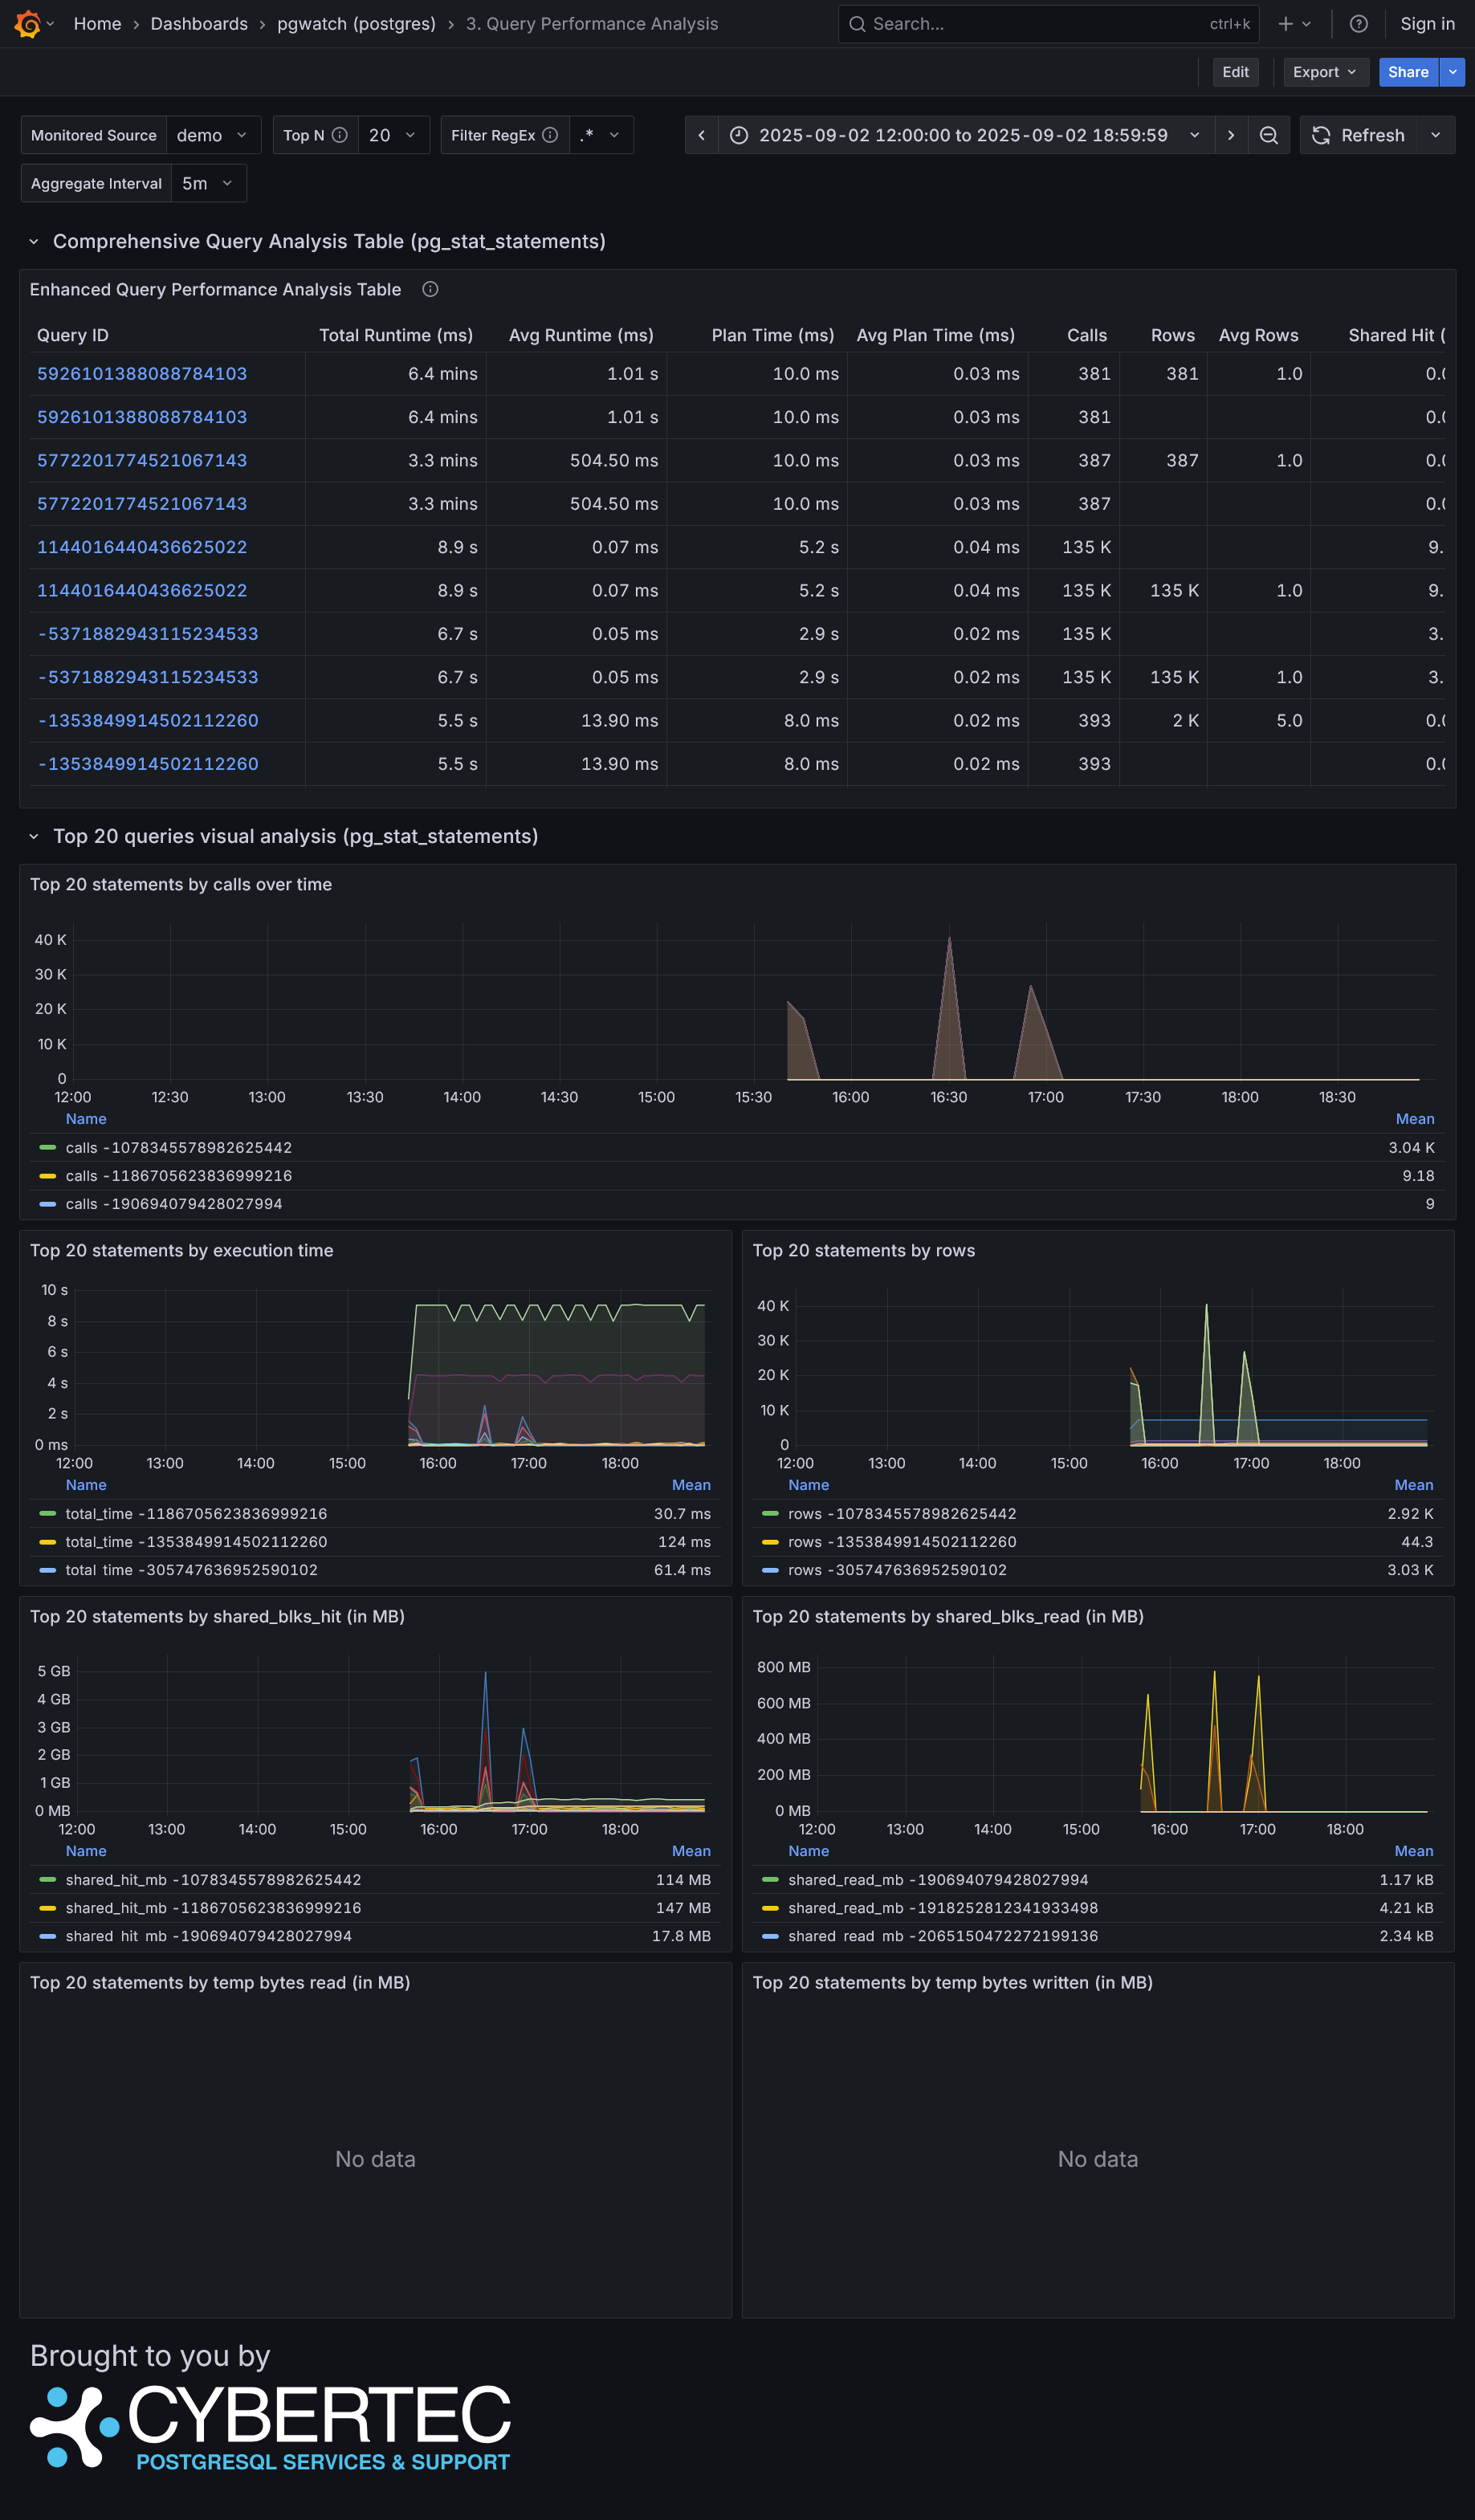 Home › Dashboards › pgwatch (postgres) › 3. Query Performance Analysis Search... ctrl+k Sign in
Edit Export Share
Monitored Source demo Top N 20 Filter RegEx .* 2025-09-02 12:00:00 to 2025-09-02 18:59:59 Refresh
Aggregate Interval 5m
Comprehensive Query Analysis Table (pg_stat_statements)
Enhanced Query Performance Analysis Table
Query ID Total Runtime (ms) Avg Runtime (ms) Plan Time (ms) Avg Plan Time (ms) Calls Rows Avg Rows Shared Hit (
5926101388088784103 6.4 mins 1.01 s 10.0 ms 0.03 ms 381 381 1.0 0.0
5926101388088784103 6.4 mins 1.01 s 10.0 ms 0.03 ms 381 0.0
5772201774521067143 3.3 mins 504.50 ms 10.0 ms 0.03 ms 387 387 1.0 0.0
5772201774521067143 3.3 mins 504.50 ms 10.0 ms 0.03 ms 387 0.0
1144016440436625022 8.9 s 0.07 ms 5.2 s 0.04 ms 135 K 9.
1144016440436625022 8.9 s 0.07 ms 5.2 s 0.04 ms 135 K 135 K 1.0 9.
-5371882943115234533 6.7 s 0.05 ms 2.9 s 0.02 ms 135 K 3.
-5371882943115234533 6.7 s 0.05 ms 2.9 s 0.02 ms 135 K 135 K 1.0 3.
-1353849914502112260 5.5 s 13.90 ms 8.0 ms 0.02 ms 393 2 K 5.0 0.0
-1353849914502112260 5.5 s 13.90 ms 8.0 ms 0.02 ms 393 0.0
Top 20 queries visual analysis (pg_stat_statements)
Top 20 statements by calls over time
40 K
30 K
20 K
10 K
0
12:00 12:30 13:00 13:30 14:00 14:30 15:00 15:30 16:00 16:30 17:00 17:30 18:00 18:30
Name Mean
calls -1078345578982625442 3.04 K
calls -1186705623836999216 9.18
calls -190694079428027994 9
Top 20 statements by execution time
10 s
8 s
6 s
4 s
2 s
0 ms
12:00 13:00 14:00 15:00 16:00 17:00 18:00
Name Mean
total_time -1186705623836999216 30.7 ms
total_time -1353849914502112260 124 ms
total_time -305747636952590102 61.4 ms
Top 20 statements by rows
40 K
30 K
20 K
10 K
0
12:00 13:00 14:00 15:00 16:00 17:00 18:00
Name Mean
rows -1078345578982625442 2.92 K
rows -1353849914502112260 44.3
rows -305747636952590102 3.03 K
Top 20 statements by shared_blks_hit (in MB)
5 GB
4 GB
3 GB
2 GB
1 GB
0 MB
12:00 13:00 14:00 15:00 16:00 17:00 18:00
Name Mean
shared_hit_mb -1078345578982625442 114 MB
shared_hit_mb -1186705623836999216 147 MB
shared_hit_mb -190694079428027994 17.8 MB
Top 20 statements by shared_blks_read (in MB)
800 MB
600 MB
400 MB
200 MB
0 MB
12:00 13:00 14:00 15:00 16:00 17:00 18:00
Name Mean
shared_read_mb -190694079428027994 1.17 kB
shared_read_mb -1918252812341933498 4.21 kB
shared_read_mb -2065150472272199136 2.34 kB
Top 20 statements by temp bytes read (in MB)
No data
Top 20 statements by temp bytes written (in MB)
No data
Brought to you by
CYBERTEC
POSTGRESQL SERVICES & SUPPORT